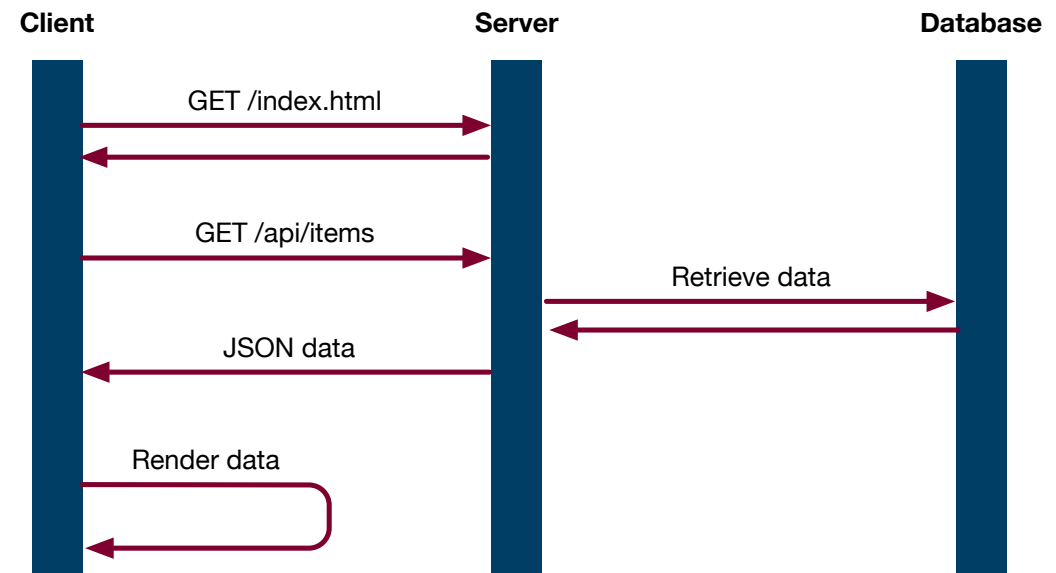 Client
Server
Database
GET /index.html
GET /api/items
Retrieve data
JSON data
Render data